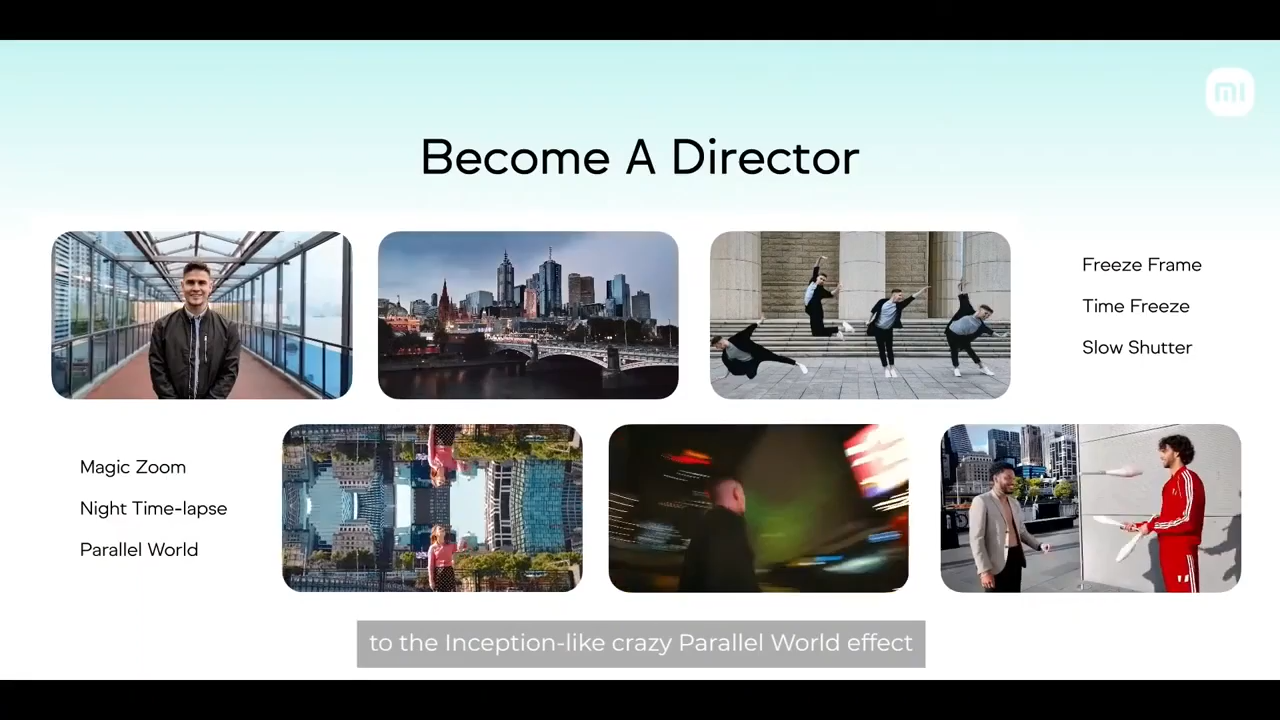 mi
Become A Director
Freeze Frame
Time Freeze
Slow Shutter
Magic Zoom
Night Time-lapse
Parallel World
to the Inception-like crazy Parallel World effect